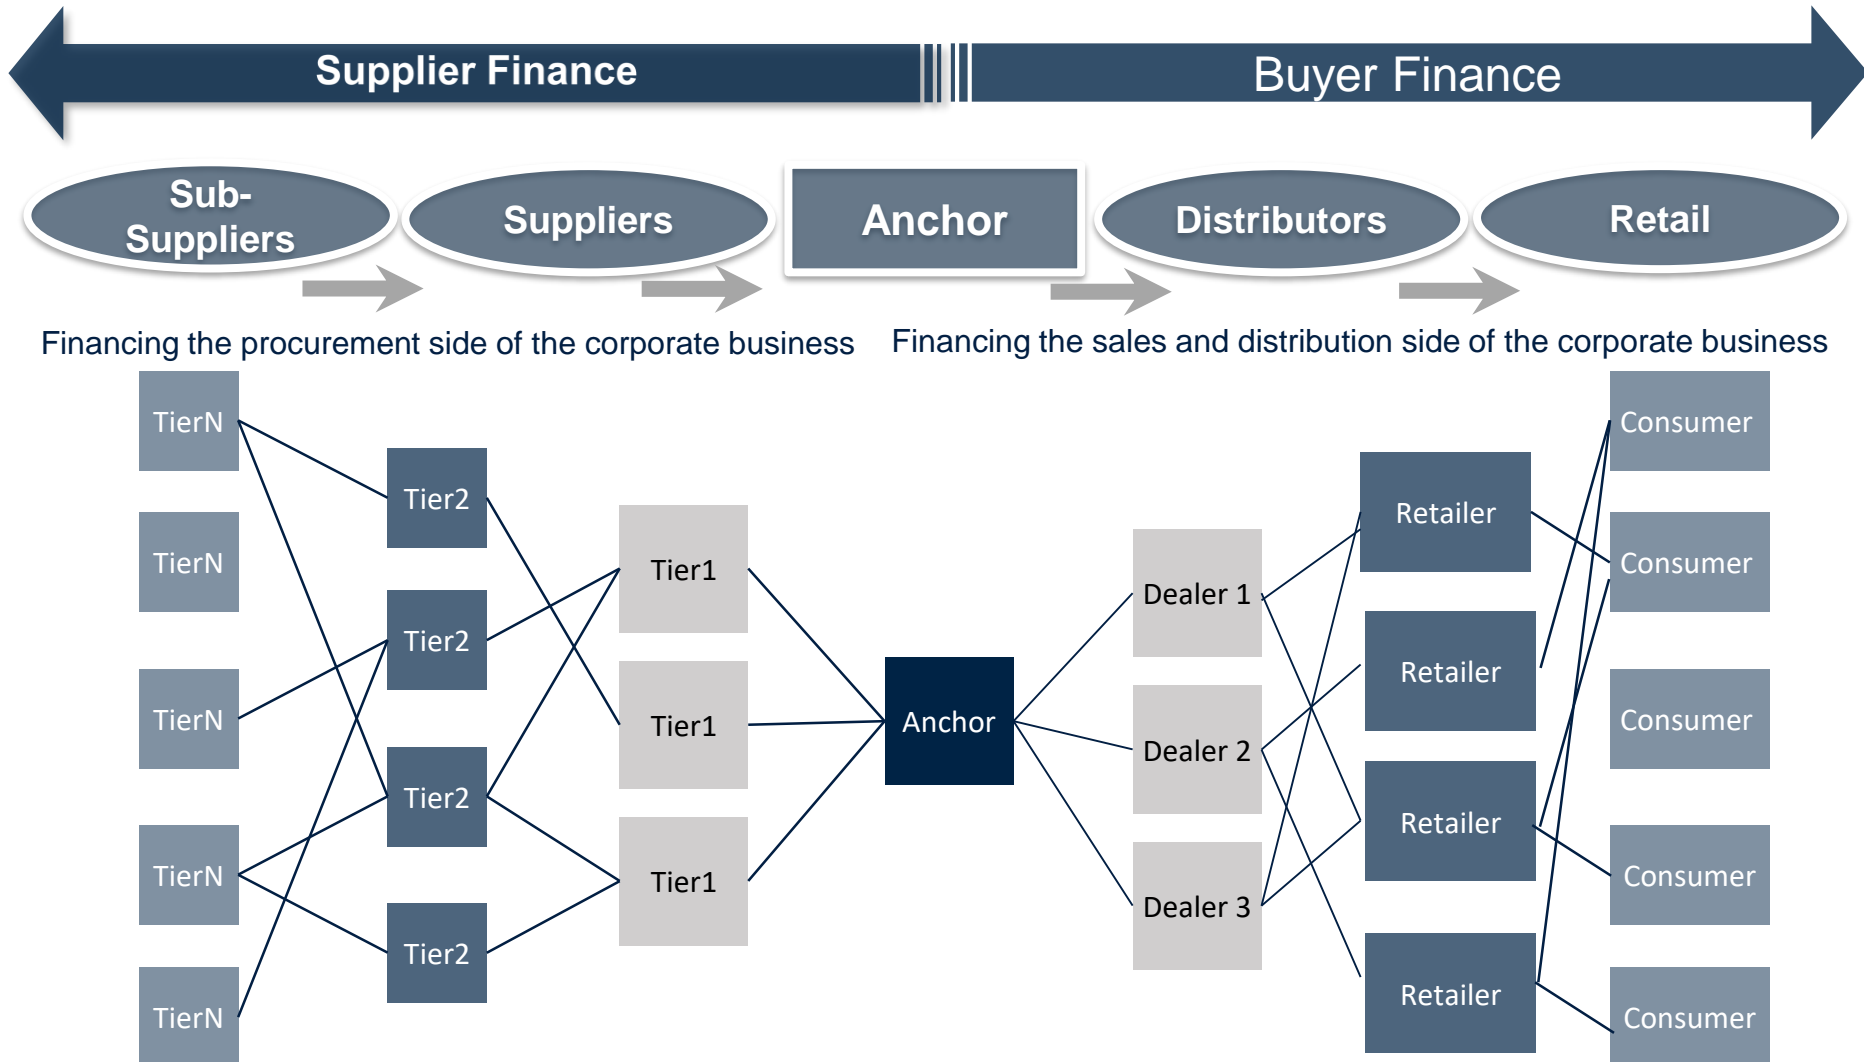 Supplier Finance
Buyer Finance
Sub-
Suppliers
Suppliers
Anchor
Distributors
Retail
Financing the procurement side of the corporate business
Financing the sales and distribution side of the corporate business
TierN
TierN
TierN
TierN
TierN
Tier2
Tier2
Tier2
Tier2
Tier1
Tier1
Tier1
Anchor
Dealer 1
Dealer 2
Dealer 3
Retailer
Retailer
Retailer
Retailer
Consumer
Consumer
Consumer
Consumer
Consumer